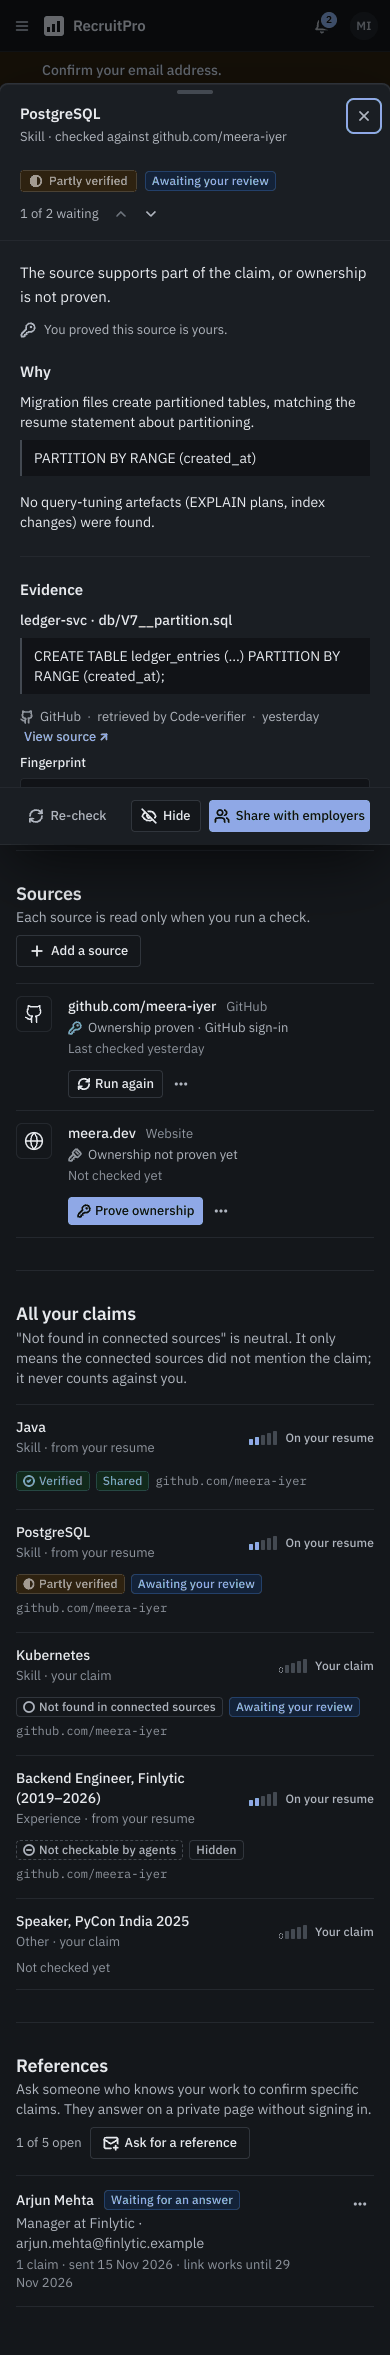 RecruitPro
2
MI
Confirm your email address.
PostgreSQL
Skill · checked against github.com/meera-iyer
Partly verified
Awaiting your review
1 of 2 waiting
The source supports part of the claim, or ownership
is not proven.
You proved this source is yours.
Why
Migration files create partitioned tables, matching the
resume statement about partitioning.
PARTITION BY RANGE (created_at)
No query-tuning artefacts (EXPLAIN plans, index
changes) were found.
Evidence
ledger-svc · db/V7__partition.sql
CREATE TABLE ledger_entries (...) PARTITION BY
RANGE (created_at);
GitHub · retrieved by Code-verifier · yesterday
View source
Fingerprint
Re-check
Hide
Share with employers
Sources
Each source is read only when you run a check.
Add a source
github.com/meera-iyer GitHub
Ownership proven · GitHub sign-in
Last checked yesterday
Run again
meera.dev Website
Ownership not proven yet
Not checked yet
Prove ownership
All your claims
"Not found in connected sources" is neutral. It only
means the connected sources did not mention the claim;
it never counts against you.
Java
Skill · from your resume
On your resume
Verified Shared github.com/meera-iyer
PostgreSQL
Skill · from your resume
On your resume
Partly verified Awaiting your review
github.com/meera-iyer
Kubernetes
Skill · your claim
Your claim
Not found in connected sources Awaiting your review
github.com/meera-iyer
Backend Engineer, Finlytic
(2019–2026)
Experience · from your resume
On your resume
Not checkable by agents Hidden
github.com/meera-iyer
Speaker, PyCon India 2025
Other · your claim
Your claim
Not checked yet
References
Ask someone who knows your work to confirm specific
claims. They answer on a private page without signing in.
1 of 5 open
Ask for a reference
Arjun Mehta Waiting for an answer
Manager at Finlytic ·
arjun.mehta@finlytic.example
1 claim · sent 15 Nov 2026 · link works until 29
Nov 2026